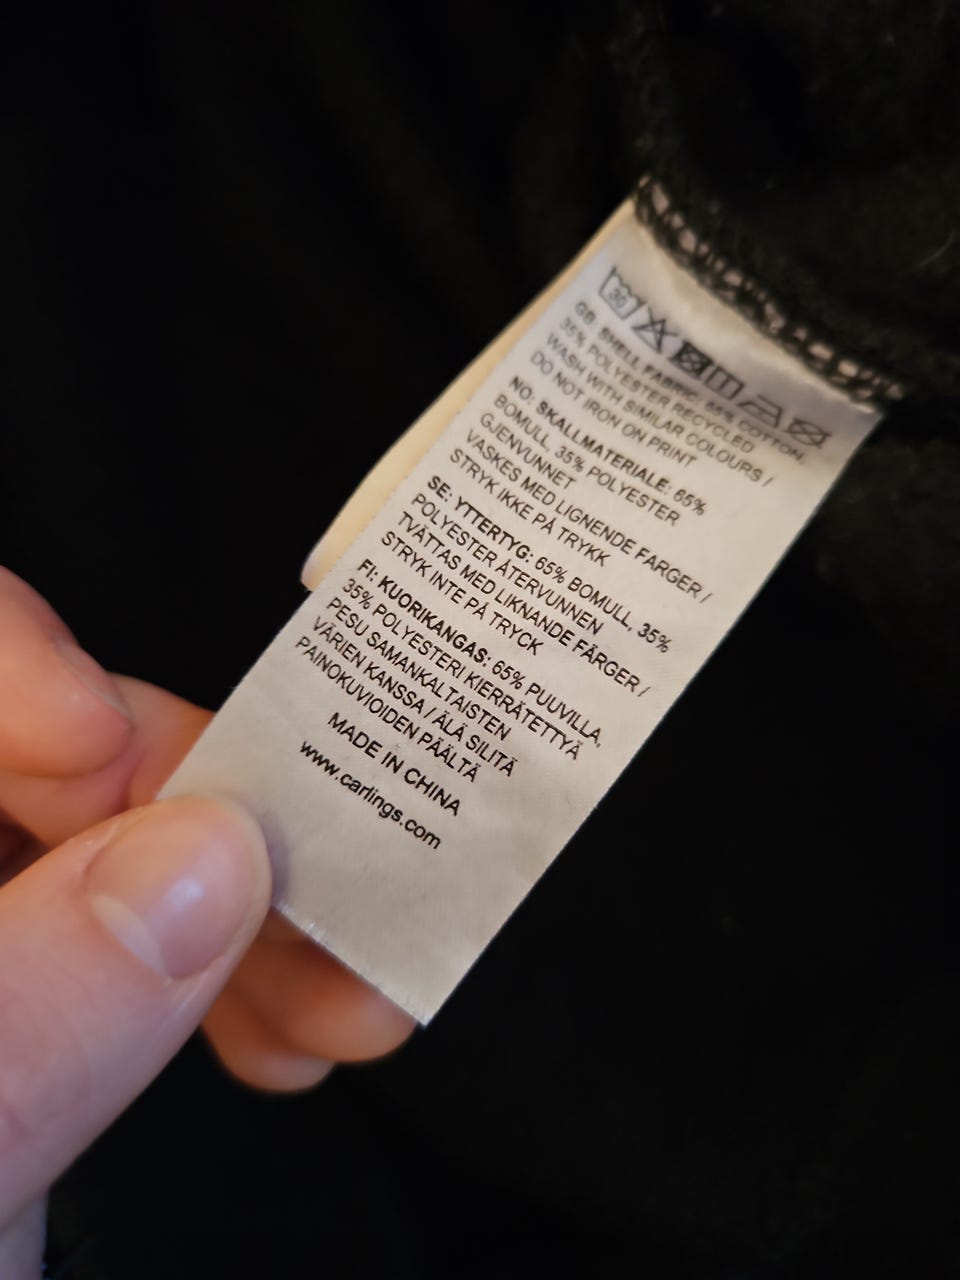 30
GB: SHELL FABRIC: 65% COTTON,
35% POLYESTER RECYCLED
WASH WITH SIMILAR COLOURS /
DO NOT IRON ON PRINT
NO: SKALLMATERIALE: 65%
BOMULL, 35% POLYESTER
GJENVUNNET
VASKES MED LIGNENDE FARGER /
STRYK IKKE PÅ TRYKK
SE: YTTERTYG: 65% BOMULL, 35%
POLYESTER ÅTERVUNNEN
TVÄTTAS MED LIKNANDE FÄRGER /
STRYK INTE PÅ TRYCK
FI: KUORIKANGAS: 65% PUUVILLA,
35% POLYESTERI KIERRÄTETTYÄ
PESU SAMANKALTAISTEN
VÄRIEN KANSSA / ÄLÄ SILITÄ
PAINOKUVIOIDEN PÄÄLTÄ
MADE IN CHINA
www.carlings.com